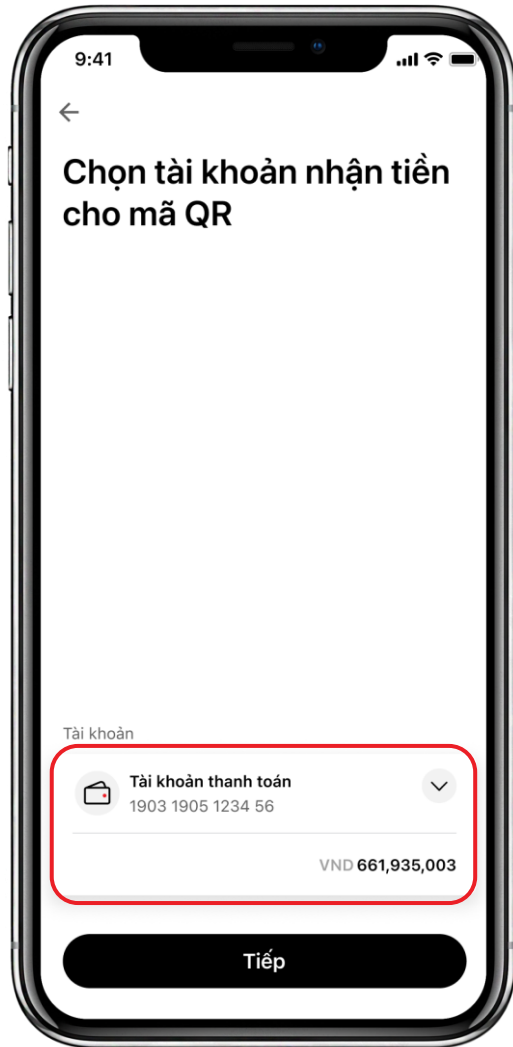 9:41
Chọn tài khoản nhận tiền
cho mã QR
Tài khoản
Tài khoản thanh toán
1903 1905 1234 56
VND 661,935,003
Tiếp